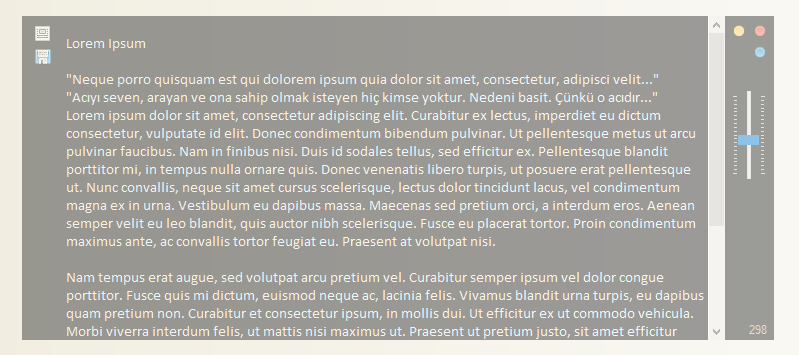 Lorem Ipsum
"Neque porro quisquam est qui dolorem ipsum quia dolor sit amet, consectetur, adipisci velit..."
"Acıyı seven, arayan ve ona sahip olmak isteyen hiç kimse yoktur. Nedeni basit. Çünkü o acıdır..."
Lorem ipsum dolor sit amet, consectetur adipiscing elit. Curabitur ex lectus, imperdiet eu dictum
consectetur, vulputate id elit. Donec condimentum bibendum pulvinar. Ut pellentesque metus ut arcu
pulvinar faucibus. Nam in finibus nisi. Duis id sodales tellus, sed efficitur ex. Pellentesque blandit
porttitor mi, in tempus nulla ornare quis. Donec venenatis libero turpis, ut posuere erat pellentesque
ut. Nunc convallis, neque sit amet cursus scelerisque, lectus dolor tincidunt lacus, vel condimentum
magna ex in urna. Vestibulum eu dapibus massa. Maecenas sed pretium orci, a interdum eros. Aenean
semper velit eu leo blandit, quis auctor nibh scelerisque. Fusce eu placerat tortor. Proin condimentum
maximus ante, ac convallis tortor feugiat eu. Praesent at volutpat nisi.
Nam tempus erat augue, sed volutpat arcu pretium vel. Curabitur semper ipsum vel dolor congue
porttitor. Fusce quis mi dictum, euismod neque ac, lacinia felis. Vivamus blandit urna turpis, eu dapibus
quam pretium non. Curabitur et consectetur ipsum, in mollis dui. Ut efficitur ex ut commodo vehicula.
Morbi viverra interdum felis, ut mattis nisi maximus ut. Praesent ut pretium justo, sit amet efficitur
298